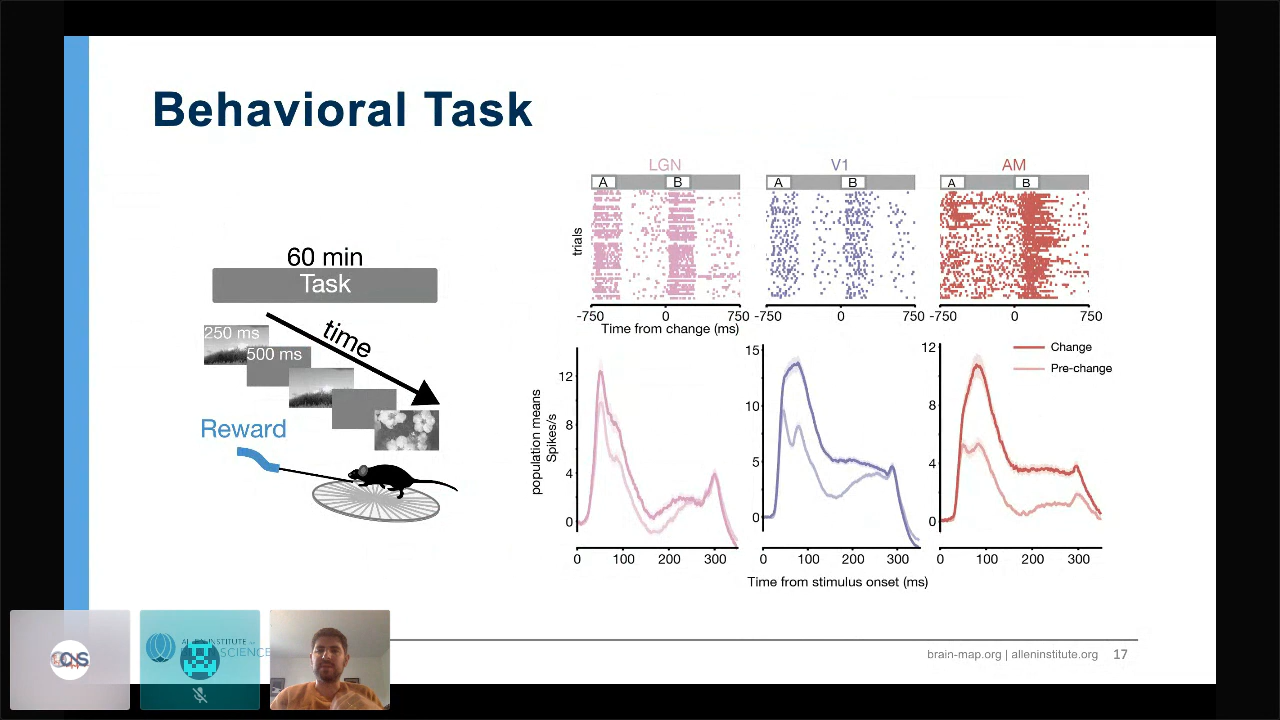 Behavioral Task
60 min
Task
time
250 ms
500 ms
Reward
LGN
V1
AM
A
B
A
B
A
B
trials
-750
0
750
-750
0
750
-750
0
750
Time from change (ms)
population means
Spikes/s
12
8
4
0
0
100
200
300
15
10
5
0
0
100
200
300
12
8
4
0
0
100
200
300
Change
Pre-change
Time from stimulus onset (ms)
brain-map.org | alleninstitute.org
17